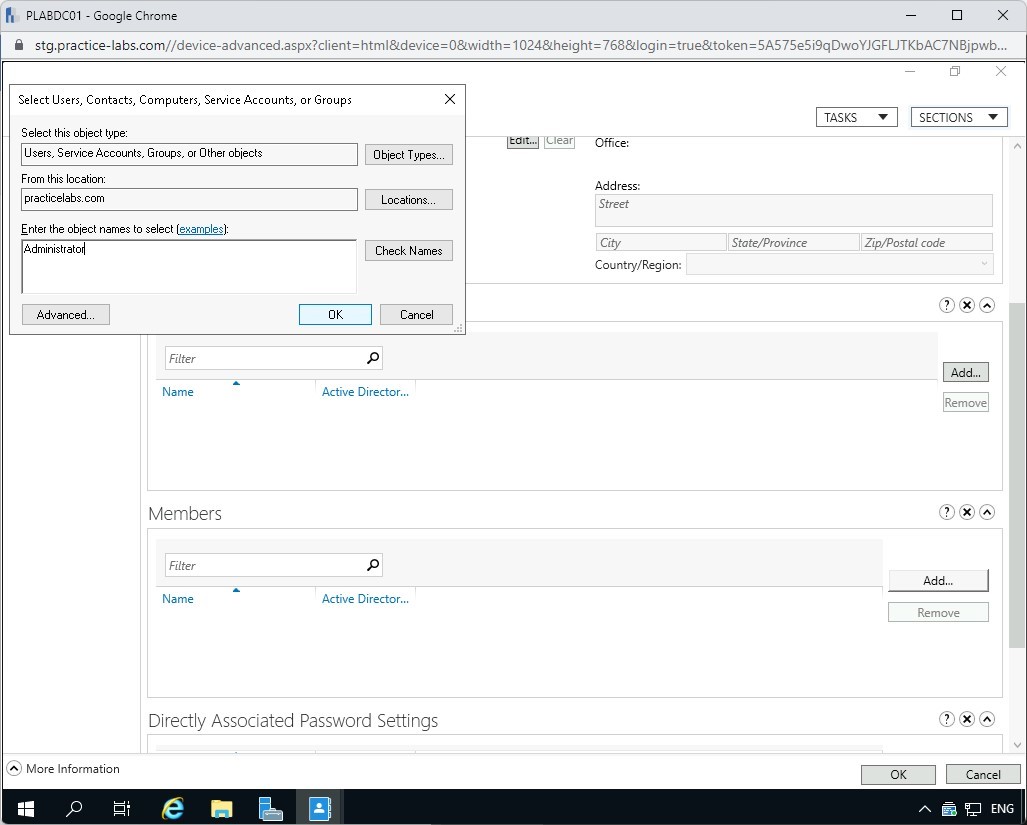 PLABDC01 - Google Chrome
stg.practice-labs.com//device-advanced.aspx?client=html&device=0&width=1024&height=768&login=true&token=5A575e5i9qDwoYJGFLJTKbAC7NBjpwb...
Select Users, Contacts, Computers, Service Accounts, or Groups
Select this object type:
Users, Service Accounts, Groups, or Other objects
Object Types...
From this location:
practicelabs.com
Locations...
Enter the object names to select (examples):
Administrator
Check Names
Advanced...
OK
Cancel
TASKS
SECTIONS
Edit...
Clear
Office:
Address:
Street
City
State/Province
Zip/Postal code
Country/Region:
?
Filter
Add...
Name
Active Director...
Remove
Members
?
Filter
Add...
Name
Active Director...
Remove
Directly Associated Password Settings
?
More Information
OK
Cancel
ENG